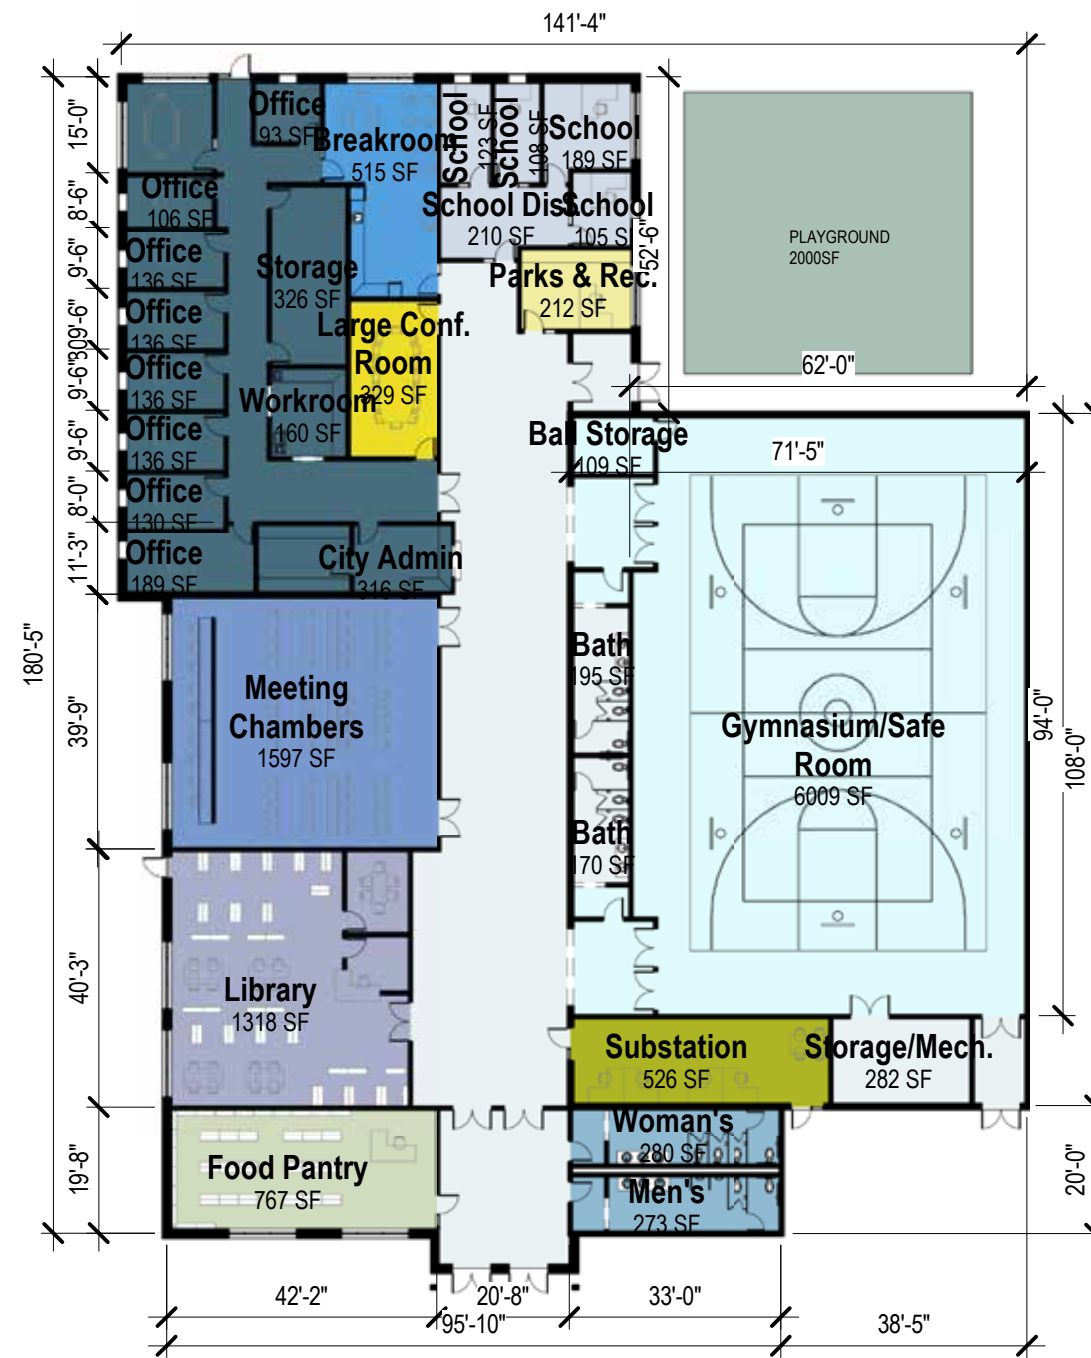 141'-4"
15'-0"
8'-6"
9'-6"
9'-6"
30
9'-6"
9'-6"
8'-0"
11'-3"
180'-5"
39'-9"
40'-3"
19'-8"
Office
93 SF
Breakroom
515 SF
School
123 SF
School
108 SF
School
189 SF
Office
106 SF
School Dist.
210 SF
School
105 SF
52'-6"
PLAYGROUND
2000SF
Office
136 SF
Storage
326 SF
Parks & Rec.
212 SF
Office
136 SF
Large Conf.
Room
329 SF
62'-0"
Office
136 SF
Workroom
160 SF
Office
136 SF
Ball Storage
109 SF
71'-5"
Office
130 SF
Office
189 SF
City Admin
316 SF
Meeting
Chambers
1597 SF
Bath
195 SF
Gymnasium/Safe
Room
6009 SF
94'-0"
108'-0"
Bath
170 SF
Library
1318 SF
Substation
526 SF
Storage/Mech.
282 SF
Woman's
280 SF
Food Pantry
767 SF
Men's
273 SF
20'-0"
42'-2"
20'-8"
33'-0"
95'-10"
38'-5"